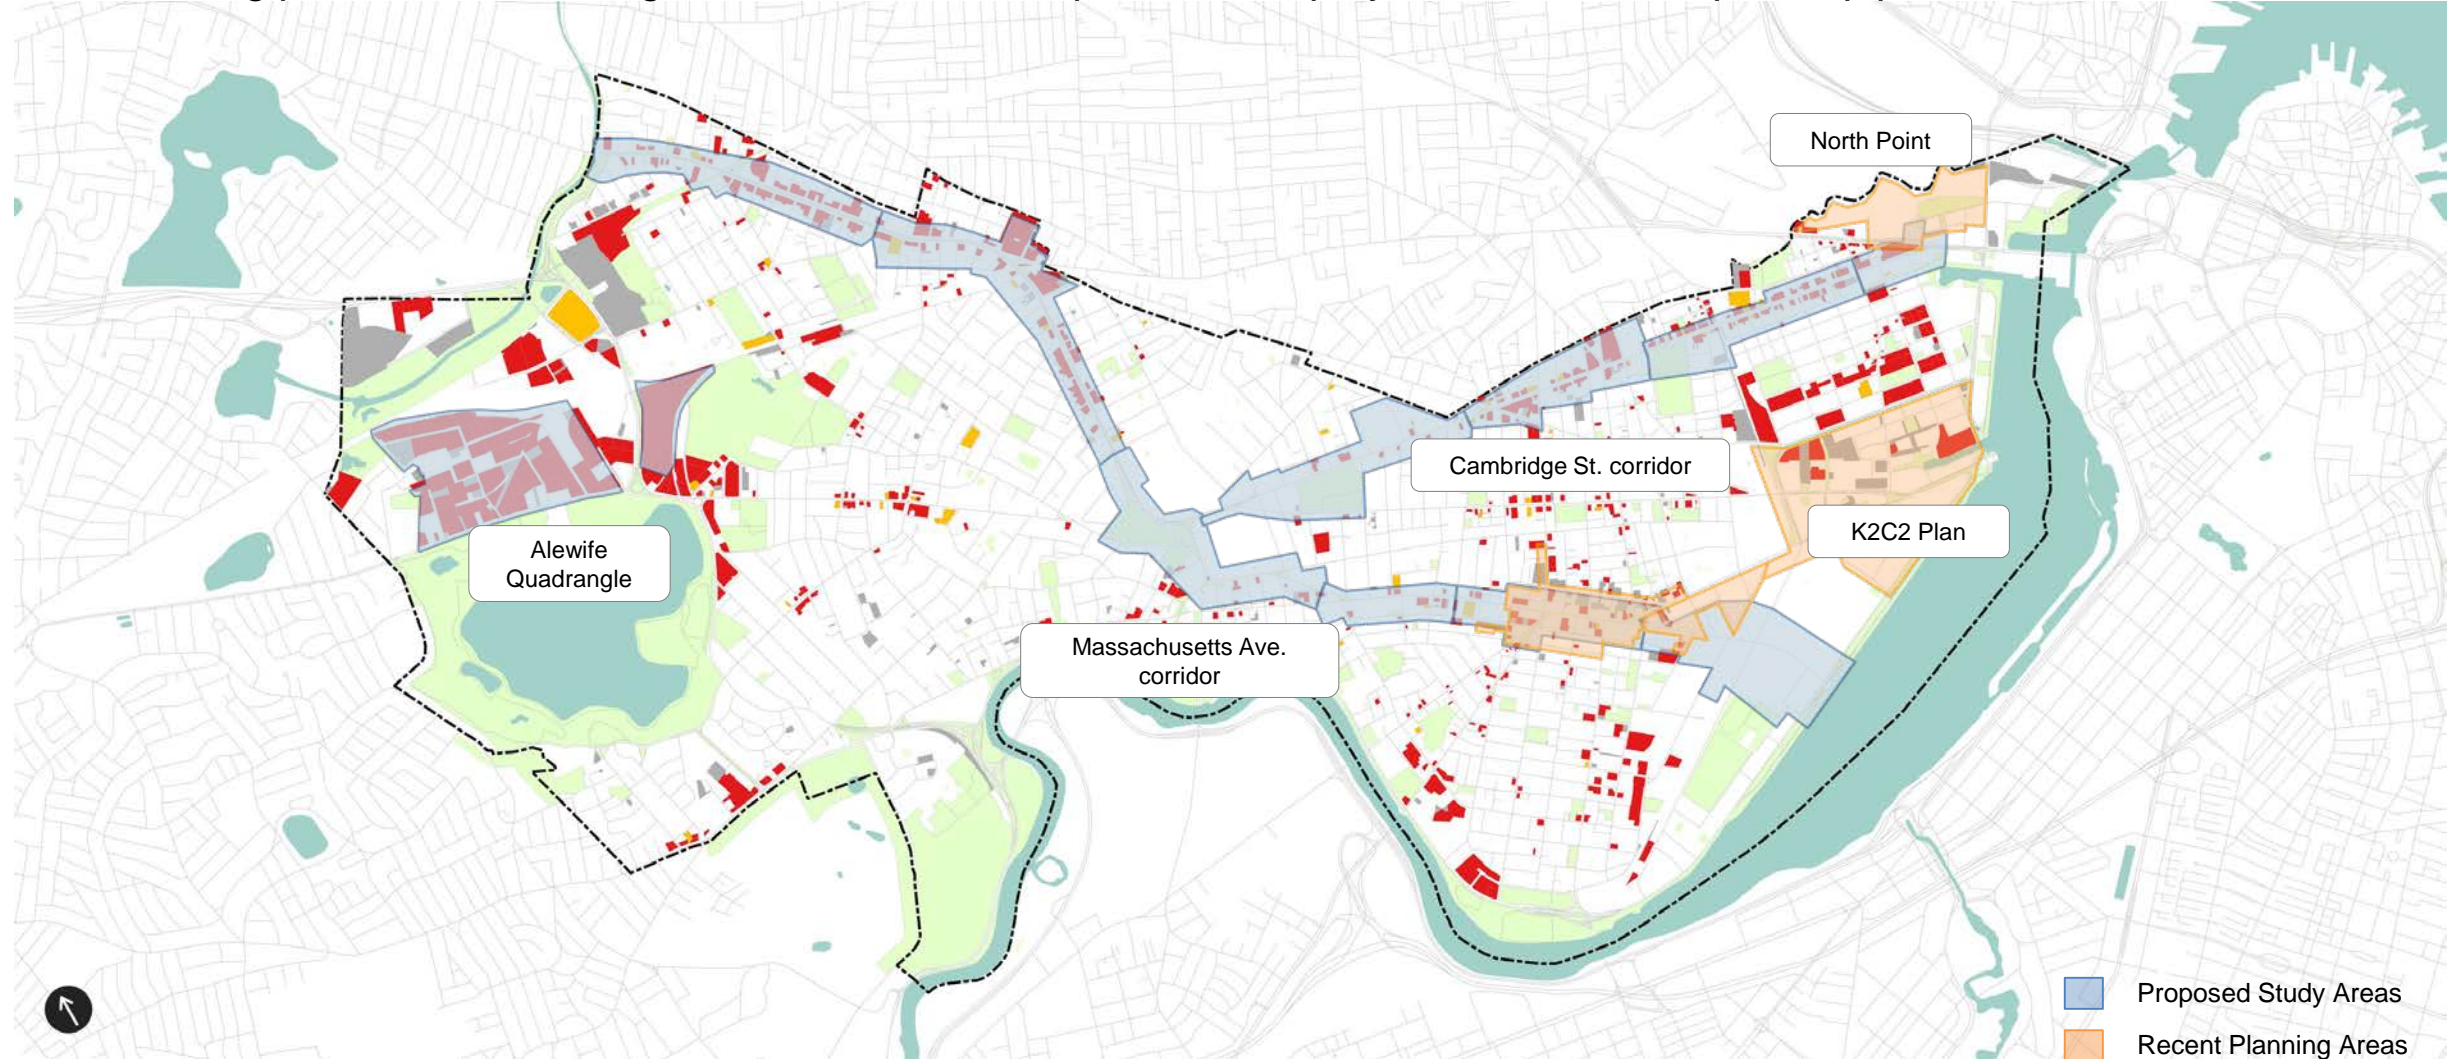 North Point
Cambridge St. corridor
K2C2 Plan
Alewife
Quadrangle
Massachusetts Ave.
corridor
Proposed Study Areas
Recent Planning Areas